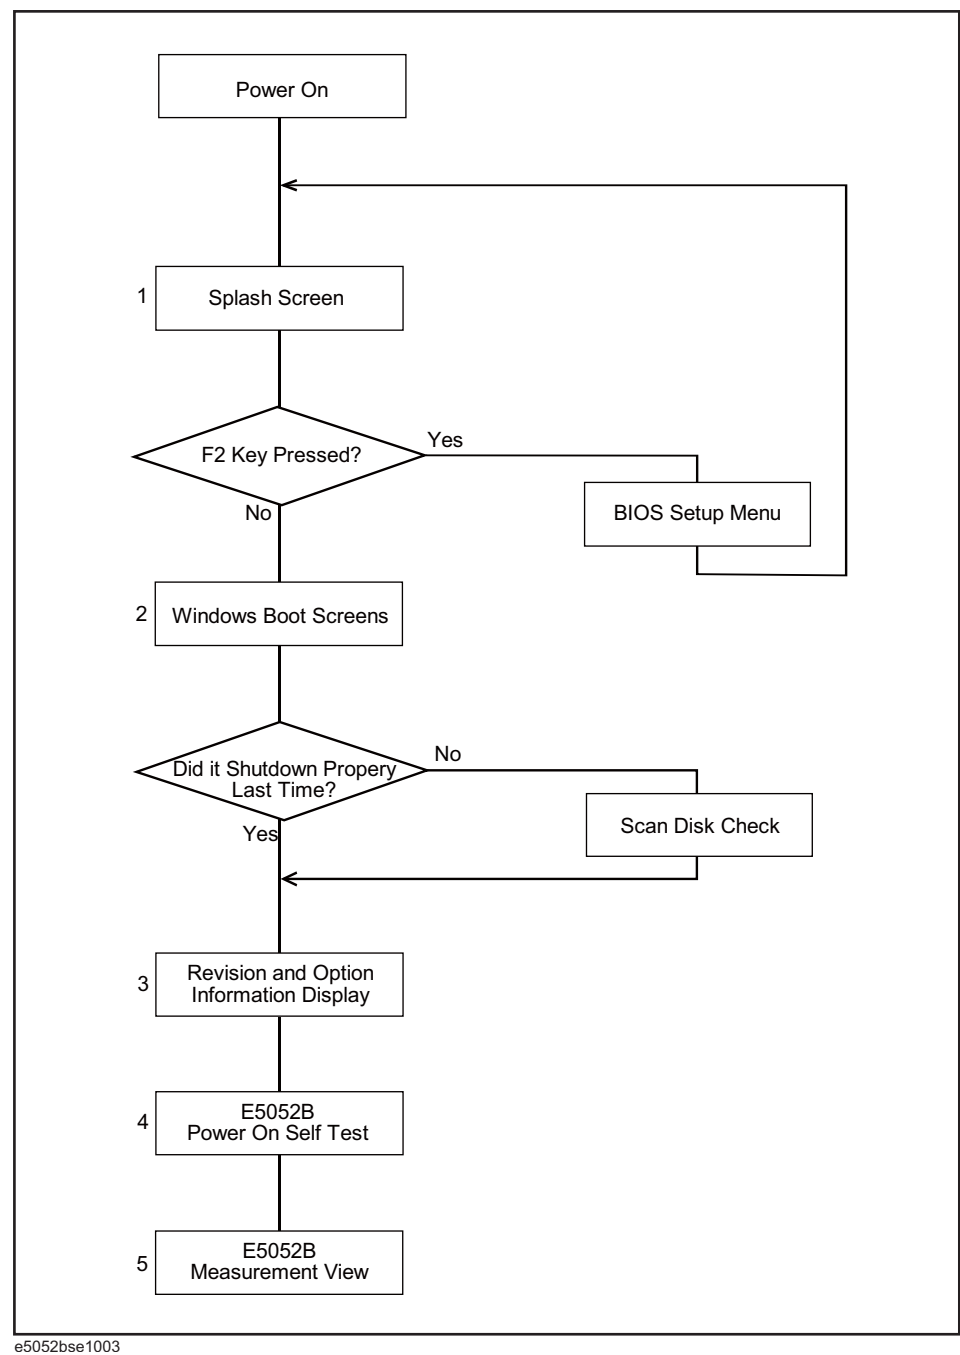 Power On
1
Splash Screen
F2 Key Pressed?
Yes
No
BIOS Setup Menu
2
Windows Boot Screens
Did it Shutdown Propery
Last Time?
No
Yes
Scan Disk Check
3
Revision and Option
Information Display
4
E5052B
Power On Self Test
5
E5052B
Measurement View
e5052bse1003